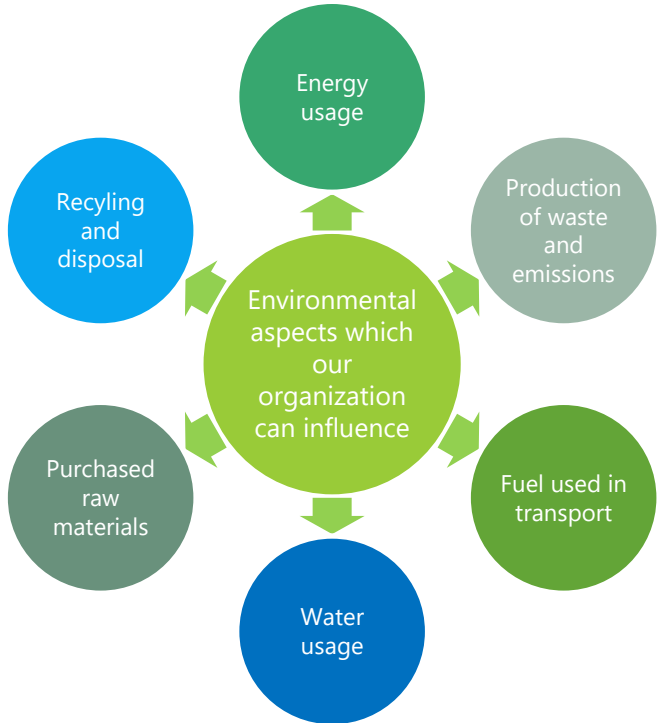 Energy
usage
Production
of waste
and
emissions
Fuel used in
transport
Water
usage
Purchased
raw
materials
Recyling
and
disposal
Environmental
aspects which
our
organization
can influence